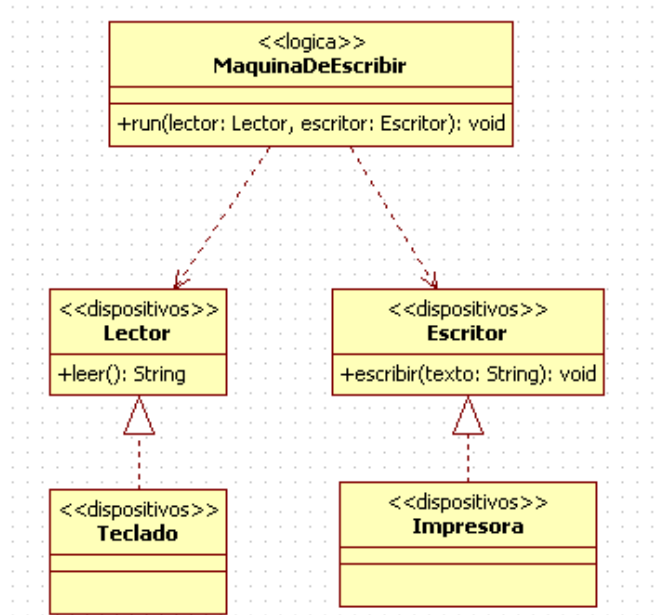 <<logica>>
MaquinaDeEscribir
+run(lector: Lector, escritor: Escritor): void
<<dispositivos>>
Lector
+leer(): String
<<dispositivos>>
Escritor
+escribir(texto: String): void
<<dispositivos>>
Teclado
<<dispositivos>>
Impresora